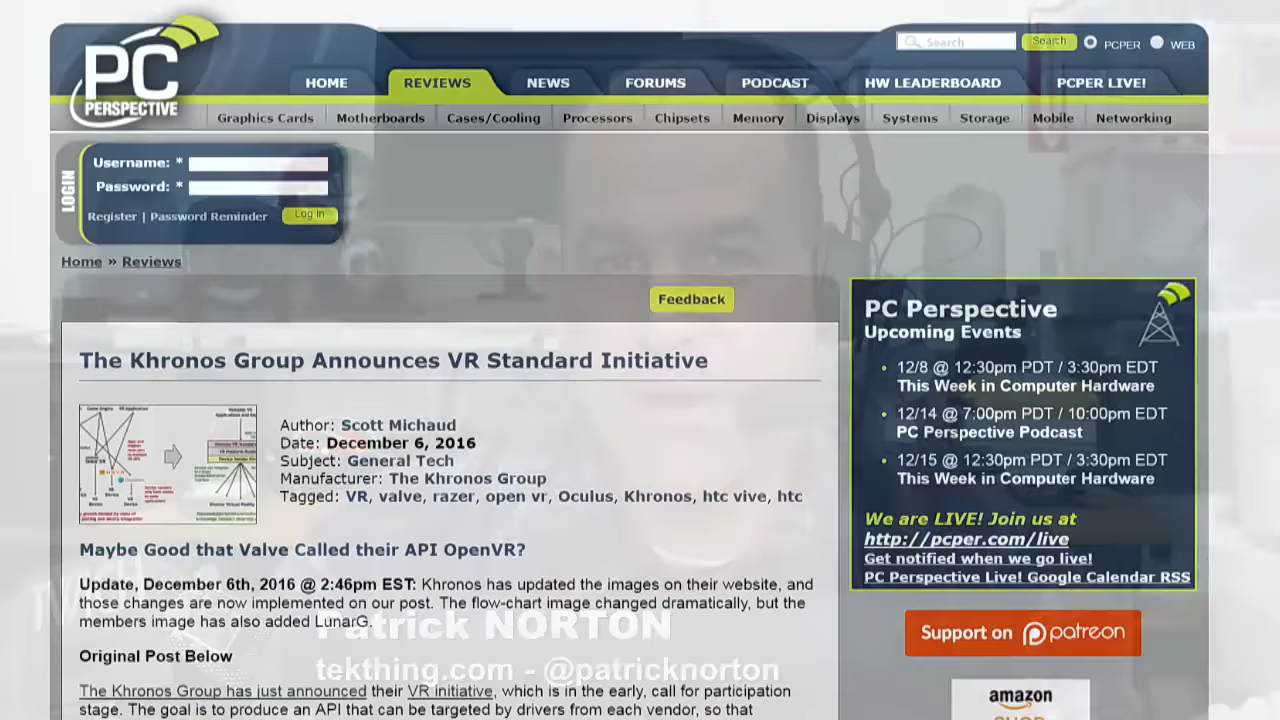 PC
PERSPECTIVE
Search
Search
PCPER
WEB
HOME
REVIEWS
NEWS
FORUMS
PODCAST
HW LEADERBOARD
PCPER LIVE!
Graphics Cards
Motherboards
Cases/Cooling
Processors
Chipsets
Memory
Displays
Systems
Storage
Mobile
Networking
LOGIN
Username: *
Password: *
Register | Password Reminder
Log in
Home » Reviews
Feedback
The Khronos Group Announces VR Standard Initiative
Author: Scott Michaud
Date: December 6, 2016
Subject: General Tech
Manufacturer: The Khronos Group
Tagged: VR, valve, razer, open vr, Oculus, Khronos, htc vive, htc
Maybe Good that Valve Called their API OpenVR?
Update, December 6th, 2016 @ 2:46pm EST: Khronos has updated the images on their website, and
those changes are now implemented on our post. The flow-chart image changed dramatically, but the
members image has also added LunarG.
Original Post Below
The Khronos Group has just announced their VR initiative, which is in the early, call for participation
stage. The goal is to produce an API that can be targeted by drivers from each vendor, so that
Patrick NORTON
tekthing.com - @patricknorton
PC Perspective
Upcoming Events
12/8 @ 12:30pm PDT / 3:30pm EDT
This Week in Computer Hardware
12/14 @ 7:00pm PDT / 10:00pm EDT
PC Perspective Podcast
12/15 @ 12:30pm PDT / 3:30pm EDT
This Week in Computer Hardware
We are LIVE! Join us at
http://pcper.com/live
Get notified when we go live!
PC Perspective Live! Google Calendar RSS
Support on patreon
amazon